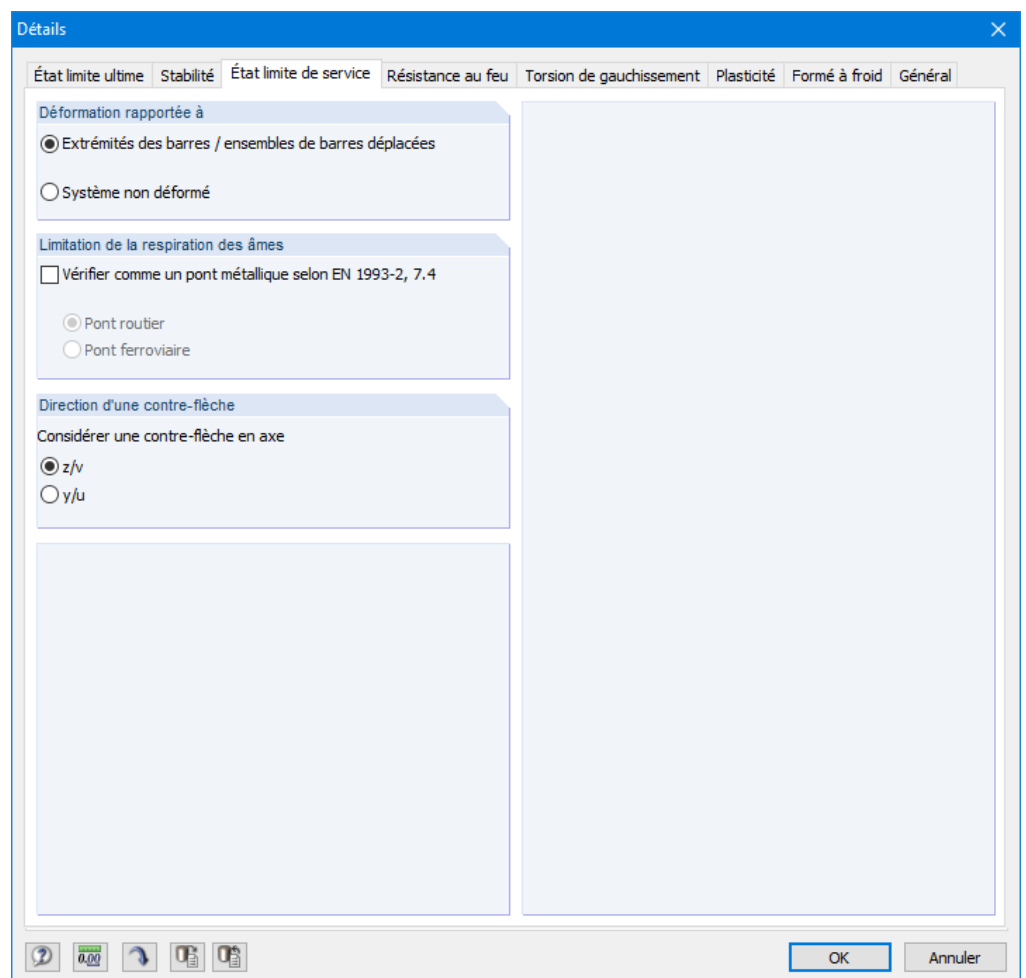 Détails
État limite ultime Stabilité État limite de service Résistance au feu Torsion de gauchissement Plasticité Formé à froid Général
Déformation rapportée à
Extrémités des barres / ensembles de barres déplacées
Système non déformé
Limitation de la respiration des âmes
Vérifier comme un pont métallique selon EN 1993-2, 7.4
Pont routier
Pont ferroviaire
Direction d'une contre-flèche
Considérer une contre-flèche en axe
z/v
y/u
0,00
OK Annuler